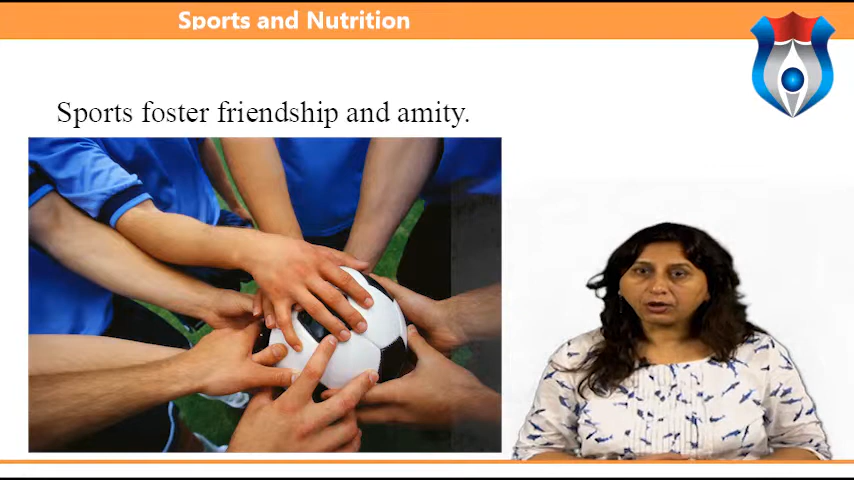 Sports and Nutrition
Sports foster friendship and amity.